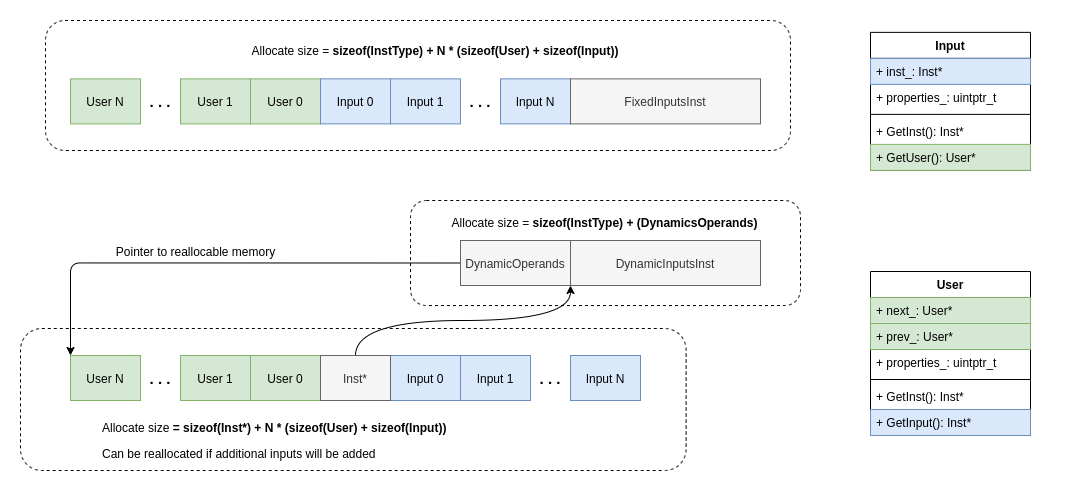 Allocate size = sizeof(InstType) + N * (sizeof(User) + sizeof(Input))
User N . . . User 1 User 0 Input 0 Input 1 . . . Input N FixedInputsInst
Input
+ inst_: Inst*
+ properties_: uintptr_t
+ GetInst(): Inst*
+ GetUser(): User*
Allocate size = sizeof(InstType) + (DynamicsOperands)
DynamicOperands DynamicInputsInst
Pointer to reallocable memory
User N . . . User 1 User 0 Inst* Input 0 Input 1 . . . Input N
Allocate size = sizeof(Inst*) + N * (sizeof(User) + sizeof(Input))
Can be reallocated if additional inputs will be added
User
+ next_: User*
+ prev_: User*
+ properties_: uintptr_t
+ GetInst(): Inst*
+ GetInput(): Inst*